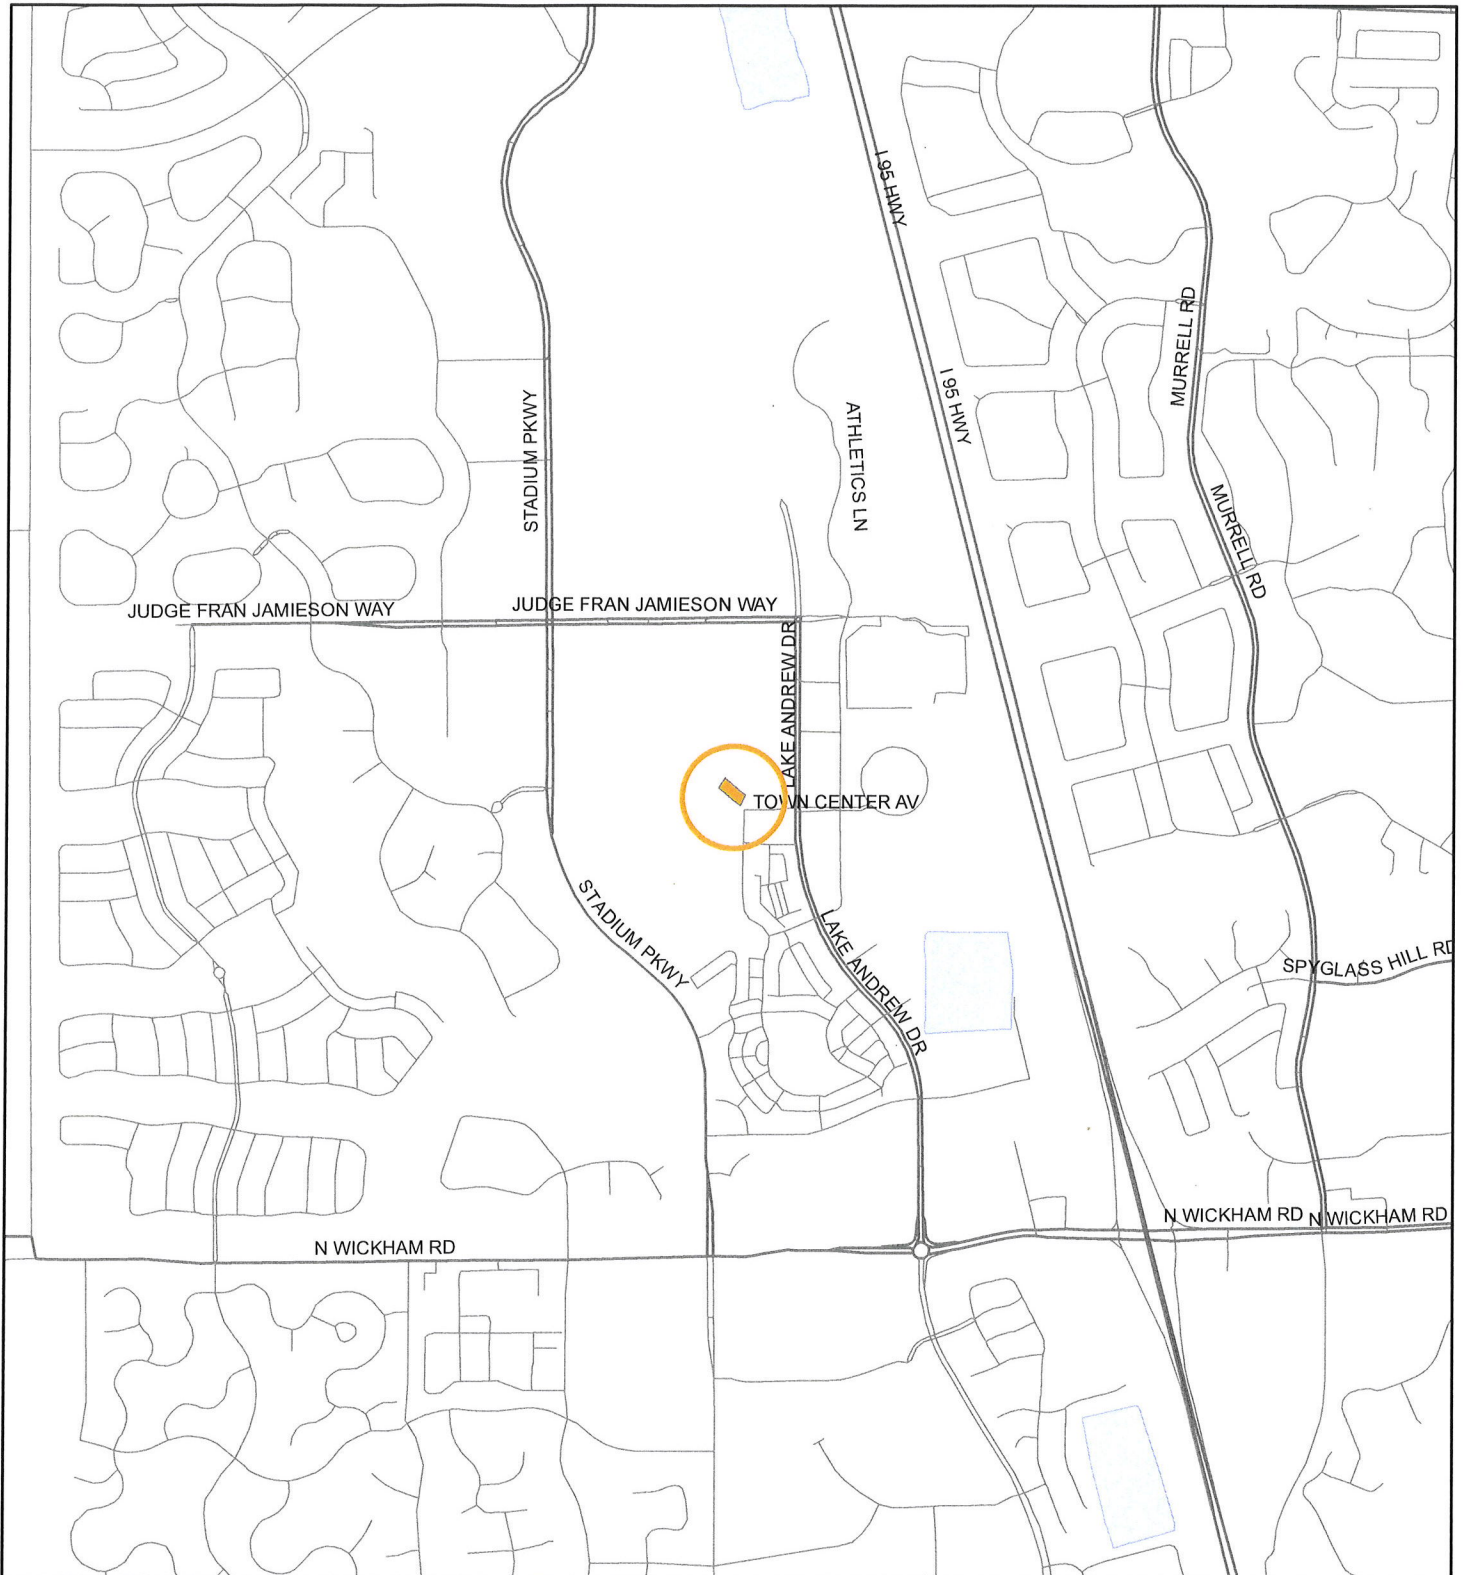 I 95 HWY
MURRELL RD
I 95 HWY
STADIUM PKWY
ATHLETICS LN
MURRELL RD
JUDGE FRAN JAMIESON WAY
JUDGE FRAN JAMIESON WAY
LAKE ANDREW DR
TOWN CENTER AV
STADIUM PKWY
LAKE ANDREW DR
SPYGLASS HILL RD
N WICKHAM RD
N WICKHAM RD
N WICKHAM RD